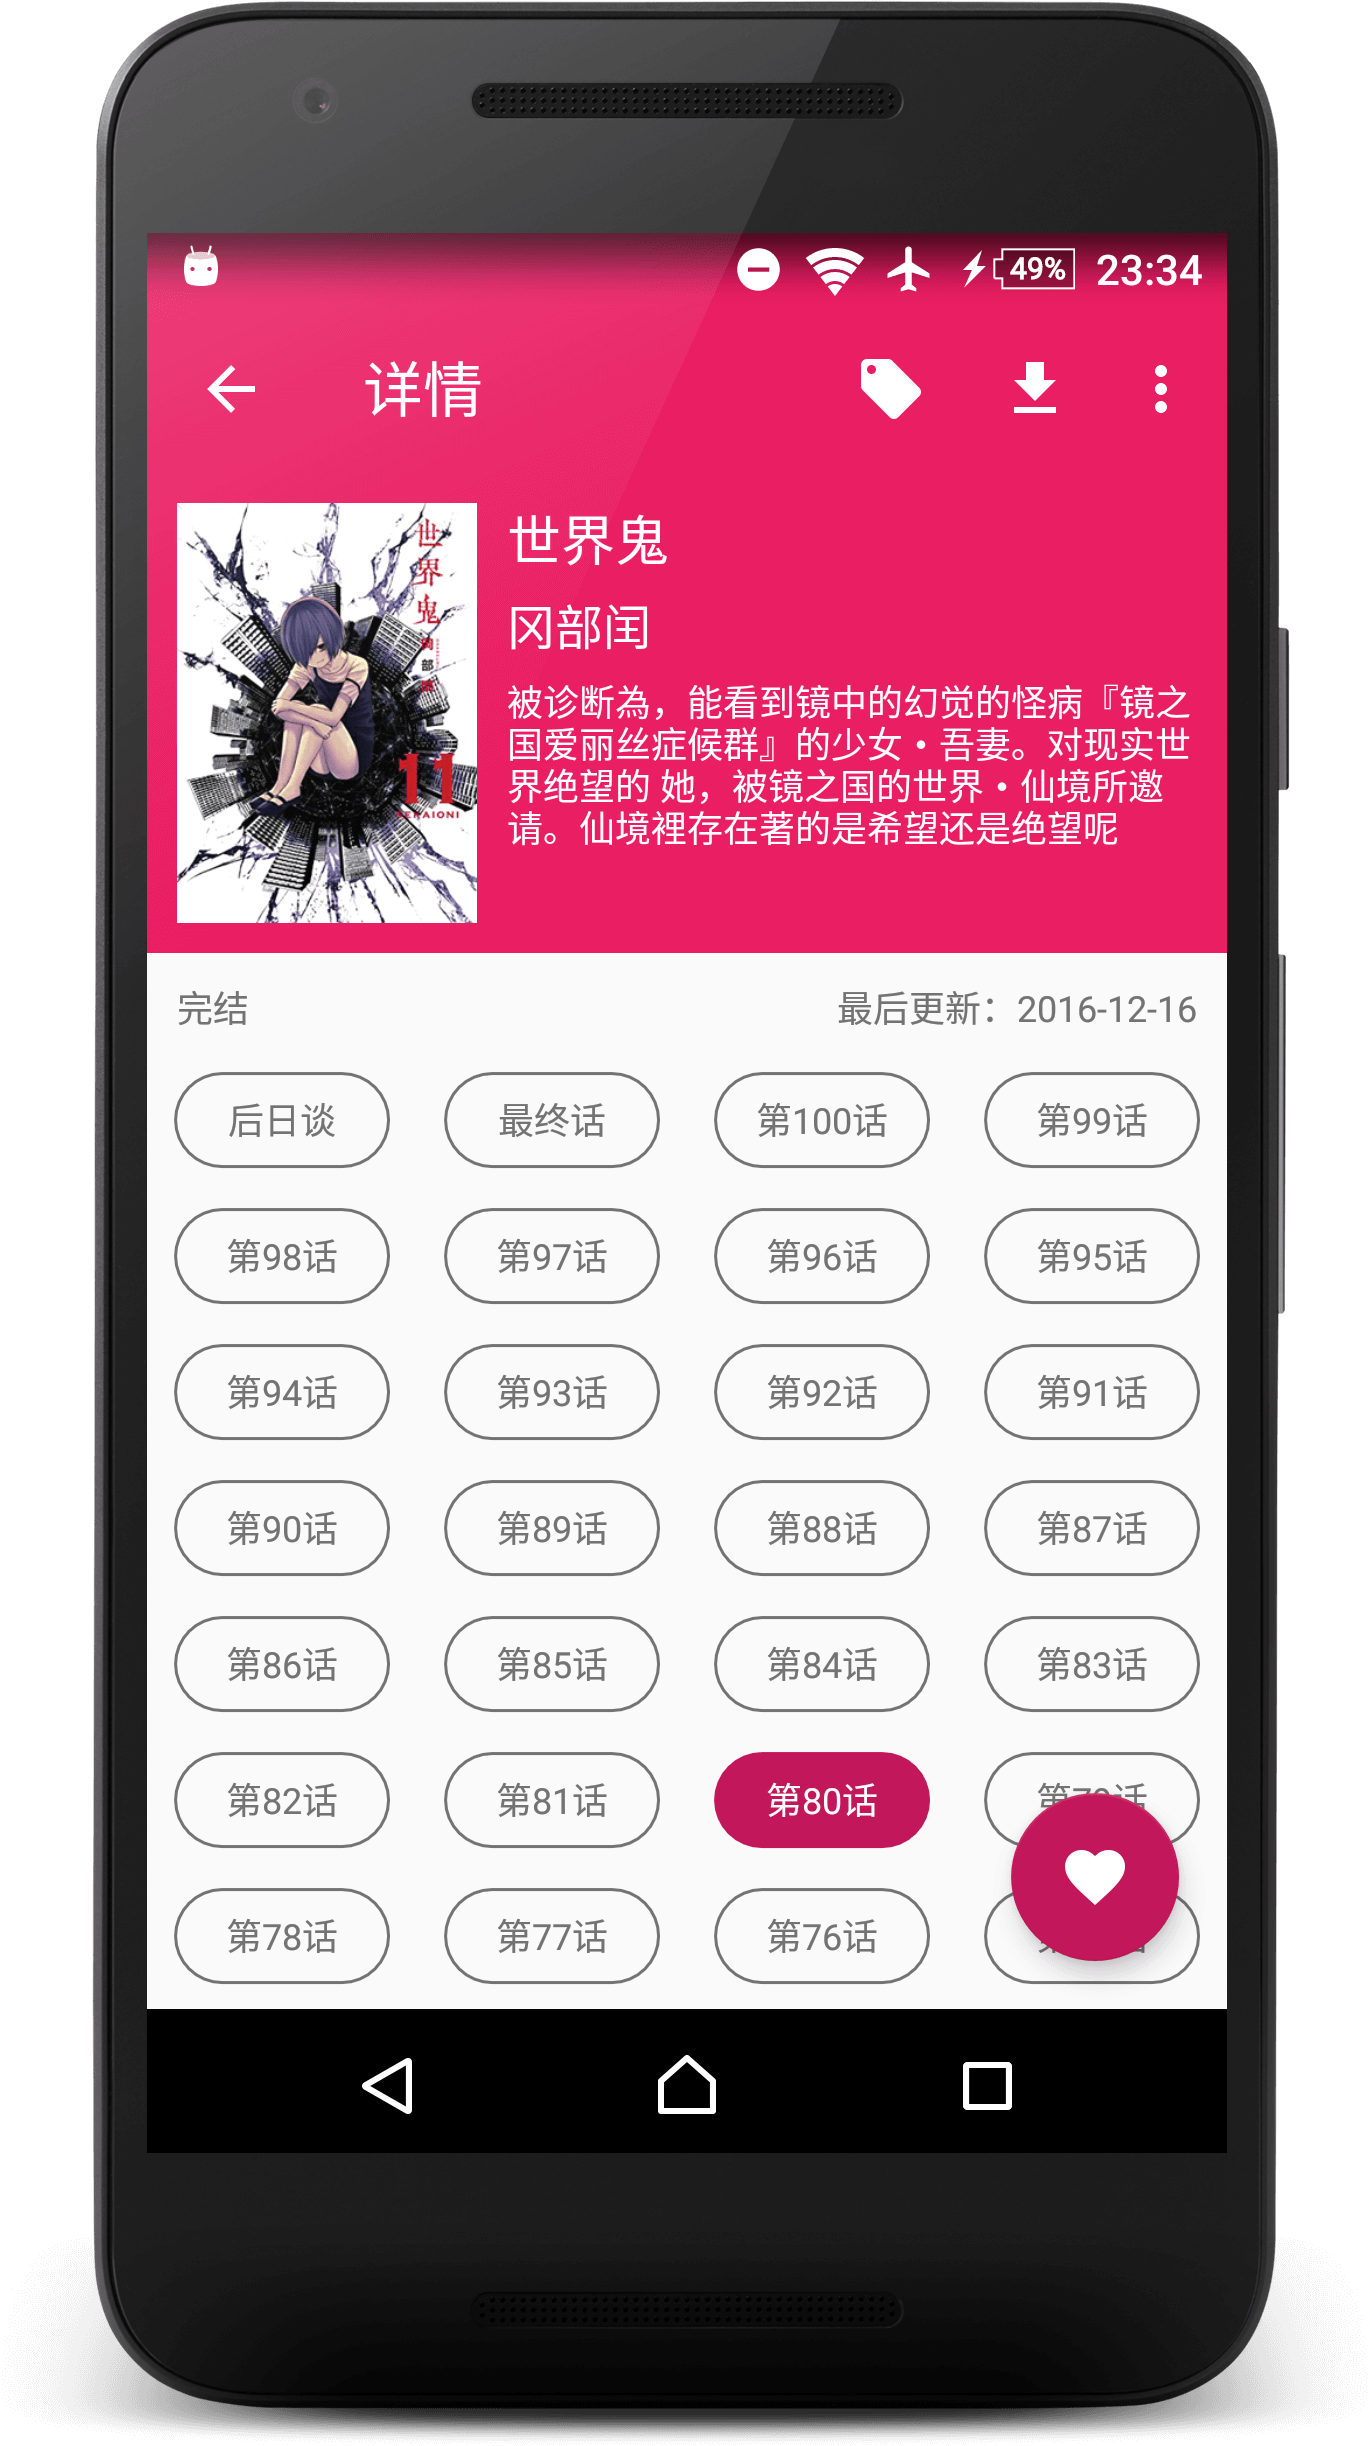 49% 23:34
详情
世界鬼
11
SEKAIONI
世界鬼
冈部闰
被诊断為，能看到镜中的幻觉的怪病『镜之
国爱丽丝症候群』的少女•吾妻。对现实世
界绝望的 她，被镜之国的世界•仙境所邀
请。仙境裡存在著的是希望还是绝望呢
完结 最后更新：2016-12-16
后日谈 最终话 第100话 第99话
第98话 第97话 第96话 第95话
第94话 第93话 第92话 第91话
第90话 第89话 第88话 第87话
第86话 第85话 第84话 第83话
第82话 第81话 第80话
第78话 第77话 第76话